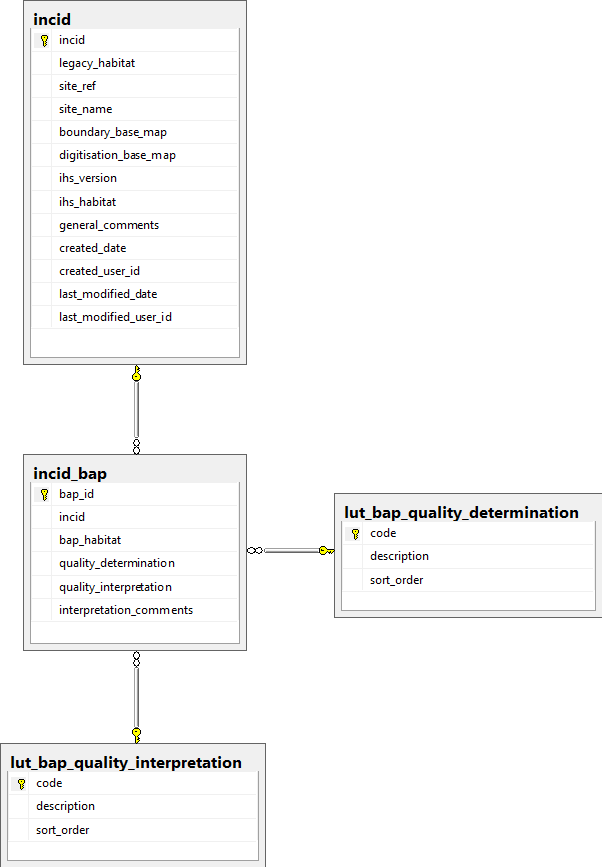 incid
incid
legacy_habitat
site_ref
site_name
boundary_base_map
digitisation_base_map
ihs_version
ihs_habitat
general_comments
created_date
created_user_id
last_modified_date
last_modified_user_id
incid_bap
bap_id
incid
bap_habitat
quality_determination
quality_interpretation
interpretation_comments
lut_bap_quality_determination
code
description
sort_order
lut_bap_quality_interpretation
code
description
sort_order